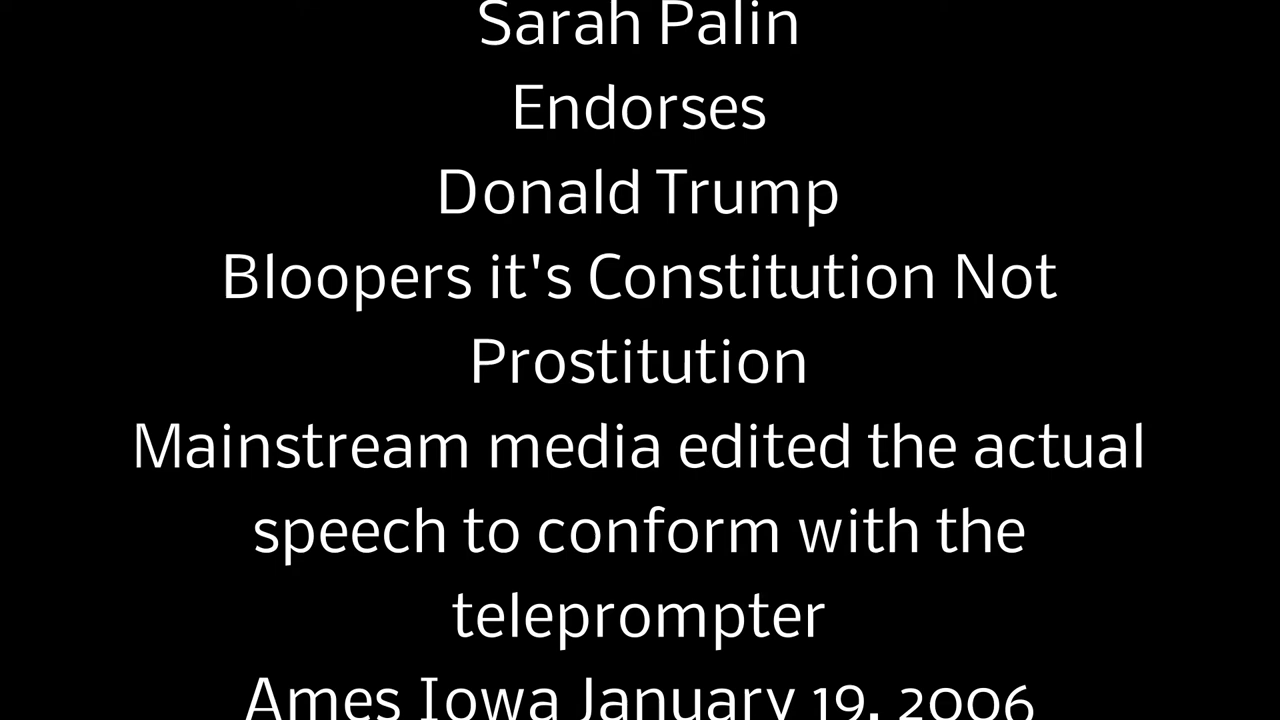 Sarah Palin
Endorses
Donald Trump
Bloopers it's Constitution Not
Prostitution
Mainstream media edited the actual
speech to conform with the
teleprompter
Ames Iowa January 19, 2006